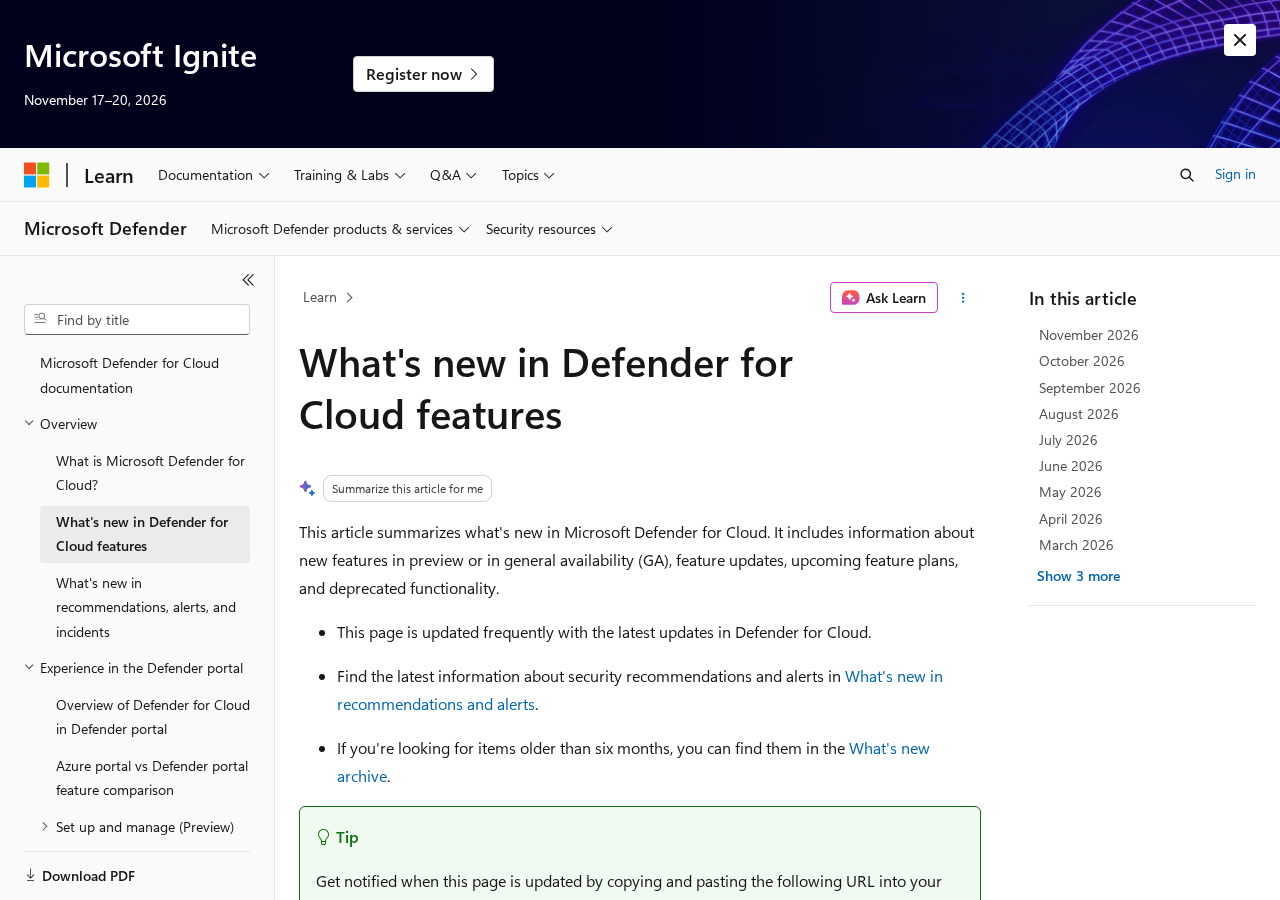 Microsoft Ignite
Register now
November 17–20, 2026
Learn
Documentation
Training & Labs
Q&A
Topics
Sign in
Microsoft Defender
Microsoft Defender products & services
Security resources
Find by title
Microsoft Defender for Cloud
documentation
Overview
What is Microsoft Defender for
Cloud?
What's new in Defender for
Cloud features
What's new in
recommendations, alerts, and
incidents
Experience in the Defender portal
Overview of Defender for Cloud
in Defender portal
Azure portal vs Defender portal
feature comparison
Set up and manage (Preview)
Download PDF
Learn
Ask Learn
What's new in Defender for
Cloud features
Summarize this article for me
This article summarizes what's new in Microsoft Defender for Cloud. It includes information about
new features in preview or in general availability (GA), feature updates, upcoming feature plans,
and deprecated functionality.
This page is updated frequently with the latest updates in Defender for Cloud.
Find the latest information about security recommendations and alerts in What's new in
recommendations and alerts.
If you're looking for items older than six months, you can find them in the What's new
archive.
Tip
Get notified when this page is updated by copying and pasting the following URL into your
In this article
November 2026
October 2026
September 2026
August 2026
July 2026
June 2026
May 2026
April 2026
March 2026
Show 3 more